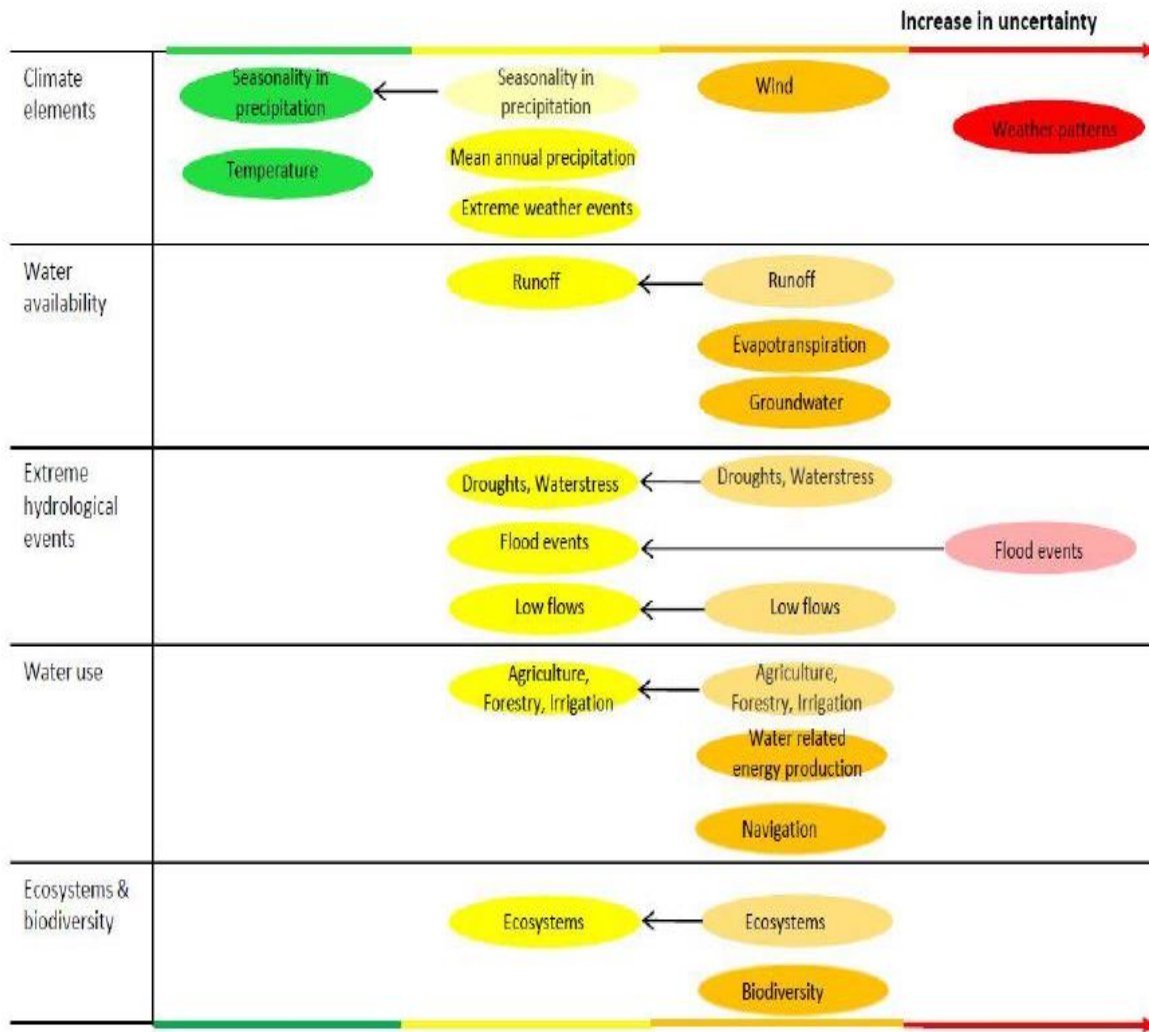 Increase in uncertainty
Climate
elements
Seasonality in
precipitation
Seasonality in
precipitation
Wind
Weather patterns
Mean annual precipitation
Temperature
Extreme weather events
Water
availability
Runoff
Runoff
Evapotranspiration
Groundwater
Extreme
hydrological
events
Droughts, Waterstress
Droughts, Waterstress
Flood events
Flood events
Low flows
Low flows
Water use
Agriculture,
Forestry, Irrigation
Agriculture,
Forestry, Irrigation
Water related
energy production
Navigation
Ecosystems &
biodiversity
Ecosystems
Ecosystems
Biodiversity